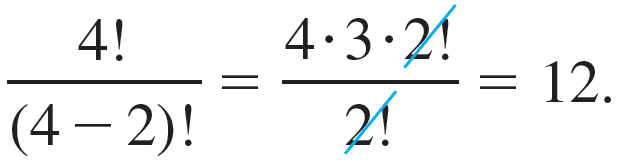 4! / (4 − 2)! = 4 · 3 · 2! / 2! = 12.